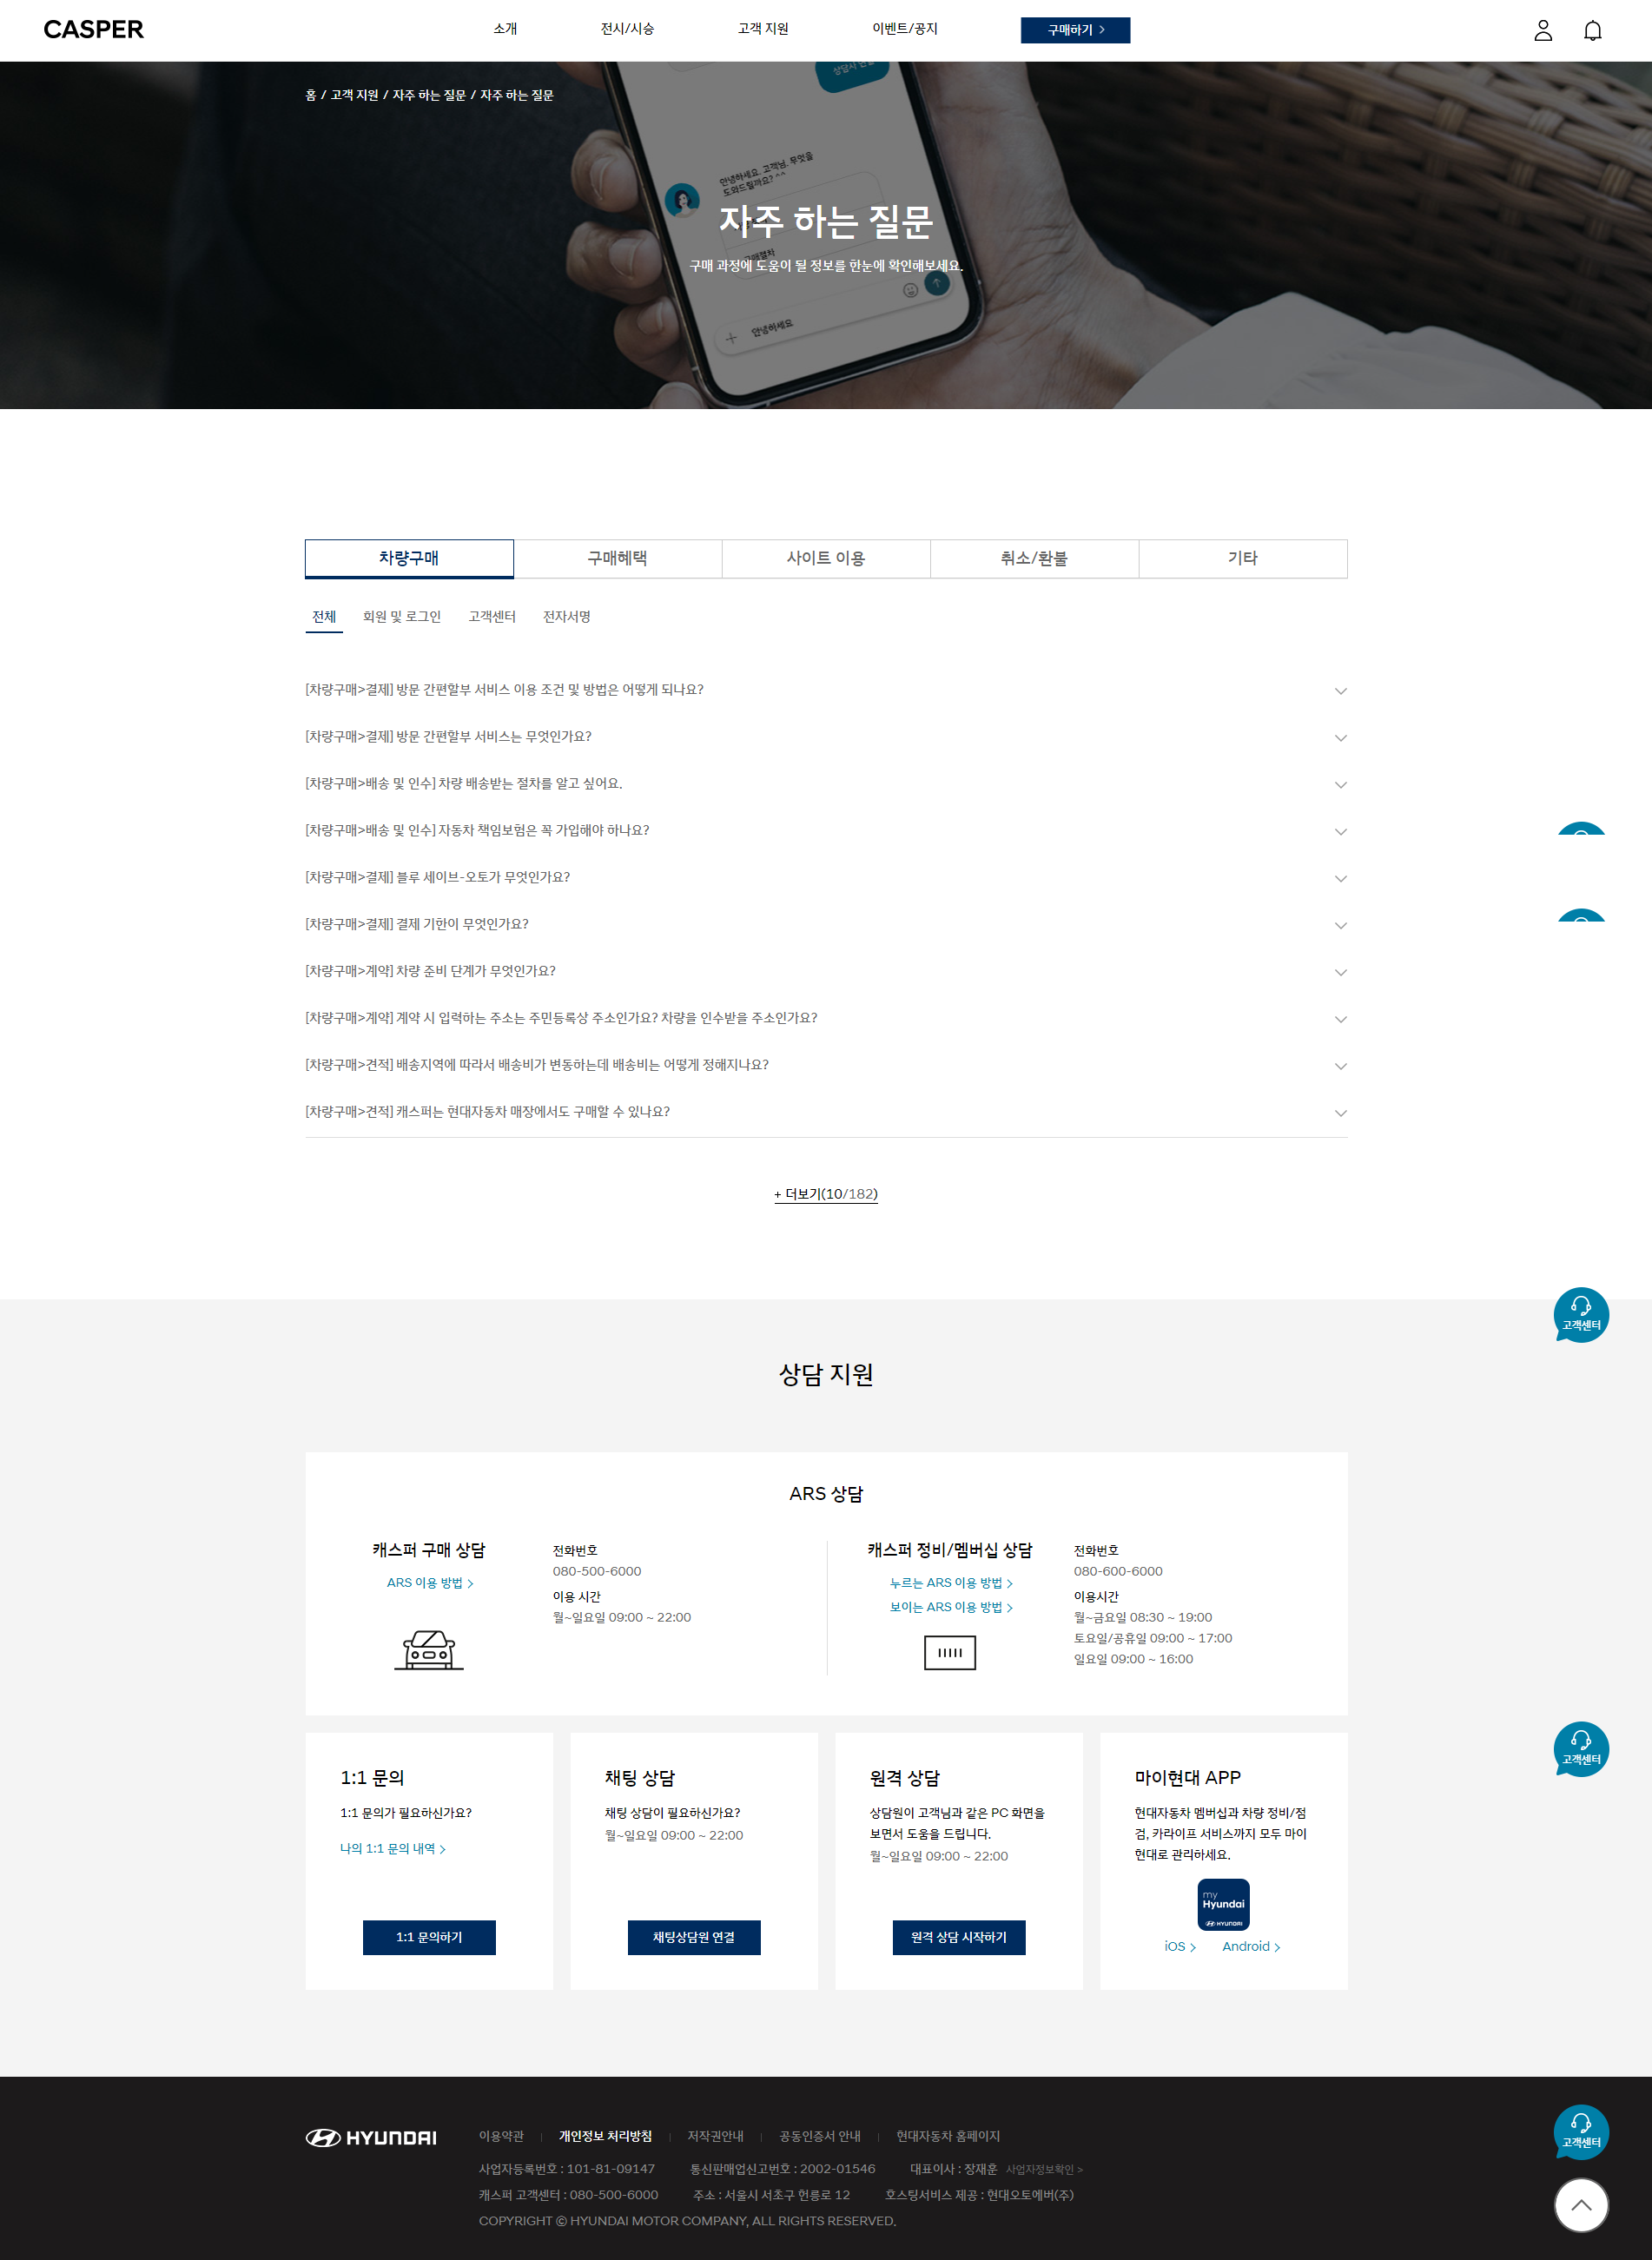 CASPER
소개
전시/시승
고객 지원
이벤트/공지
구매하기
홈 / 고객 지원 / 자주 하는 질문 / 자주 하는 질문
안녕하세요. 고객님. 무엇을
도와드릴까요? ^^
자주 하는 질문
구매 과정에 도움이 될 정보를 한눈에 확인해보세요.
안녕하세요
차량구매
구매혜택
사이트 이용
취소/환불
기타
전체
회원 및 로그인
고객센터
전자서명
[차량구매>결제] 방문 간편할부 서비스 이용 조건 및 방법은 어떻게 되나요?
[차량구매>결제] 방문 간편할부 서비스는 무엇인가요?
[차량구매>배송 및 인수] 차량 배송받는 절차를 알고 싶어요.
[차량구매>배송 및 인수] 자동차 책임보험은 꼭 가입해야 하나요?
[차량구매>결제] 블루 세이브-오토가 무엇인가요?
[차량구매>결제] 결제 기한이 무엇인가요?
[차량구매>계약] 차량 준비 단계가 무엇인가요?
[차량구매>계약] 계약 시 입력하는 주소는 주민등록상 주소인가요? 차량을 인수받을 주소인가요?
[차량구매>견적] 배송지역에 따라서 배송비가 변동하는데 배송비는 어떻게 정해지나요?
[차량구매>견적] 캐스퍼는 현대자동차 매장에서도 구매할 수 있나요?
+ 더보기(10/182)
고객센터
상담 지원
ARS 상담
캐스퍼 구매 상담
ARS 이용 방법
전화번호
080-500-6000
이용 시간
월~일요일 09:00 ~ 22:00
캐스퍼 정비/멤버십 상담
누르는 ARS 이용 방법
보이는 ARS 이용 방법
전화번호
080-600-6000
이용시간
월~금요일 08:30 ~ 19:00
토요일/공휴일 09:00 ~ 17:00
일요일 09:00 ~ 16:00
고객센터
1:1 문의
1:1 문의가 필요하신가요?
나의 1:1 문의 내역
1:1 문의하기
채팅 상담
채팅 상담이 필요하신가요?
월~일요일 09:00 ~ 22:00
채팅상담원 연결
원격 상담
상담원이 고객님과 같은 PC 화면을
보면서 도움을 드립니다.
월~일요일 09:00 ~ 22:00
원격 상담 시작하기
마이현대 APP
현대자동차 멤버십과 차량 정비/점
검, 카라이프 서비스까지 모두 마이
현대로 관리하세요.
my
Hyundai
HYUNDAI
iOS
Android
HYUNDAI
이용약관
개인정보 처리방침
저작권안내
공동인증서 안내
현대자동차 홈페이지
고객센터
사업자등록번호 : 101-81-09147
통신판매업신고번호 : 2002-01546
대표이사 : 장재훈 사업자정보확인 >
캐스퍼 고객센터 : 080-500-6000
주소 : 서울시 서초구 헌릉로 12
호스팅서비스 제공 : 현대오토에버(주)
COPYRIGHT © HYUNDAI MOTOR COMPANY, ALL RIGHTS RESERVED.